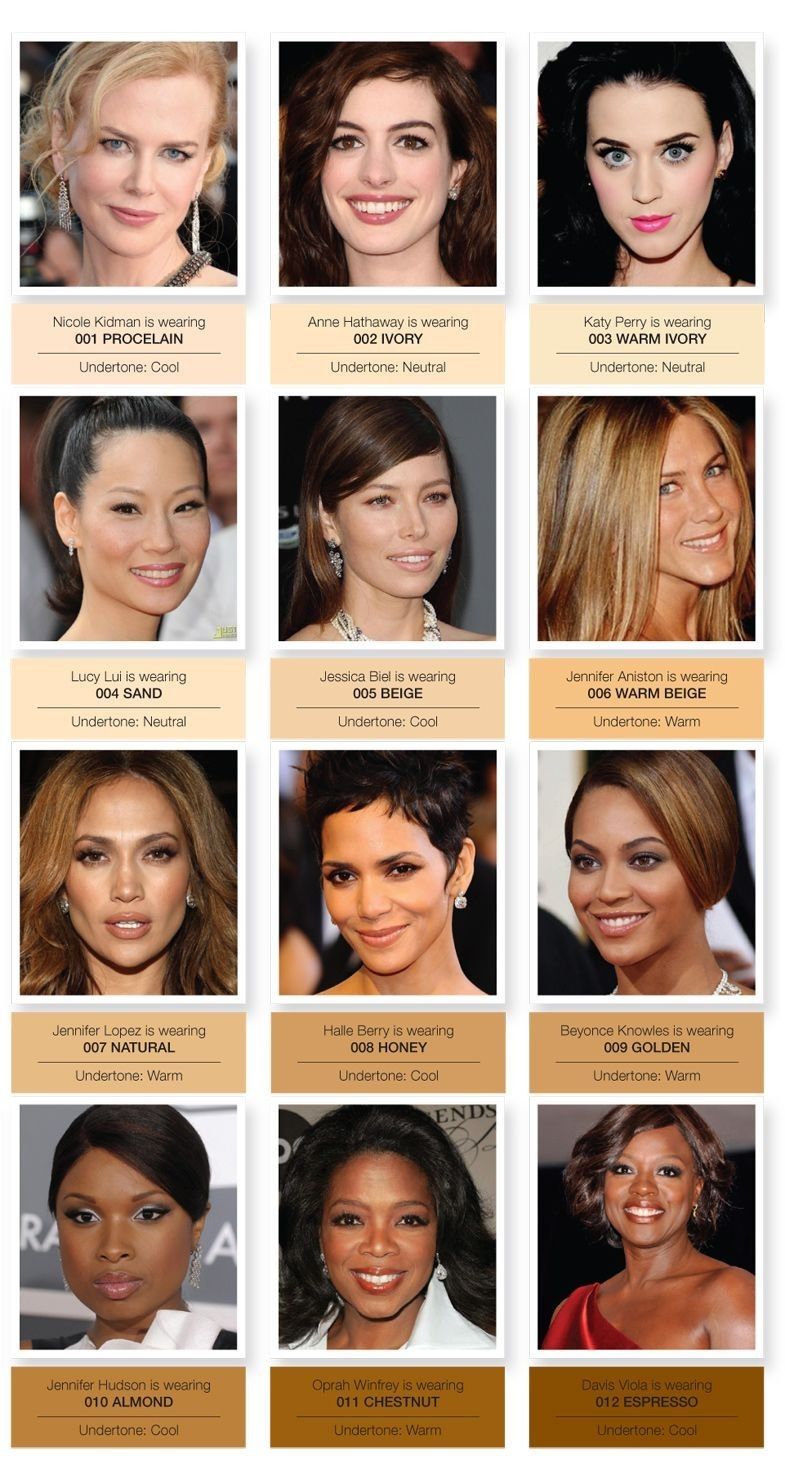 Nicole Kidman is wearing
001 PROCELAIN
Undertone: Cool
Anne Hathaway is wearing
002 IVORY
Undertone: Neutral
Katy Perry is wearing
003 WARM IVORY
Undertone: Neutral
Lucy Lui is wearing
004 SAND
Undertone: Neutral
Jessica Biel is wearing
005 BEIGE
Undertone: Cool
Jennifer Aniston is wearing
006 WARM BEIGE
Undertone: Warm
Jennifer Lopez is wearing
007 NATURAL
Undertone: Warm
Halle Berry is wearing
008 HONEY
Undertone: Cool
Beyonce Knowles is wearing
009 GOLDEN
Undertone: Warm
RA
A
Jennifer Hudson is wearing
010 ALMOND
Undertone: Cool
ENDS
Oprah Winfrey is wearing
011 CHESTNUT
Undertone: Warm
Davis Viola is wearing
012 ESPRESSO
Undertone: Cool